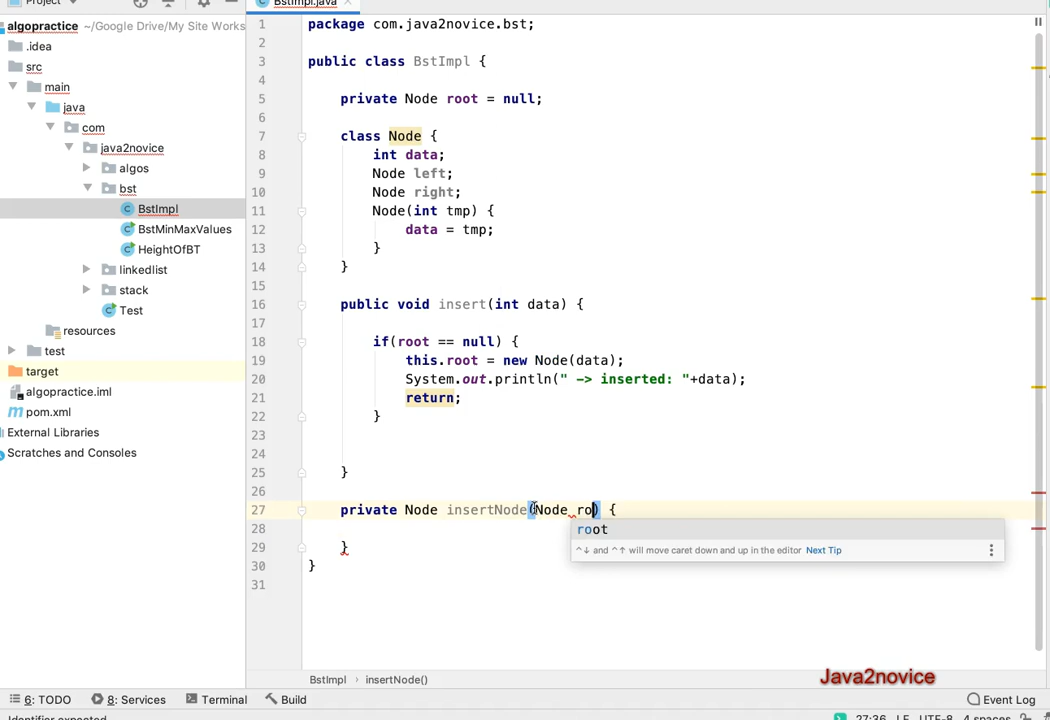 Project
BstImpl.java
algopractice ~/Google Drive/My Site Works
.idea
src
main
java
com
java2novice
algos
bst
BstImpl
BstMinMaxValues
HeightOfBT
linkedlist
stack
Test
resources
test
target
algopractice.iml
pom.xml
External Libraries
Scratches and Consoles
1 package com.java2novice.bst;
2
3 public class BstImpl {
4
5 private Node root = null;
6
7 class Node {
8 int data;
9 Node left;
10 Node right;
11 Node(int tmp) {
12 data = tmp;
13 }
14 }
15
16 public void insert(int data) {
17
18 if(root == null) {
19 this.root = new Node(data);
20 System.out.println(" -> inserted: "+data);
21 return;
22 }
23
24
25 }
26
27 private Node insertNode(Node ro) {
28
29 }
30 }
31
root
^↓ and ^↑ will move caret down and up in the editor Next Tip
Java2novice
BstImpl › insertNode()
6: TODO 8: Services Terminal Build Event Log
Identifier expected 27:36 LF UTF-8 4 spaces